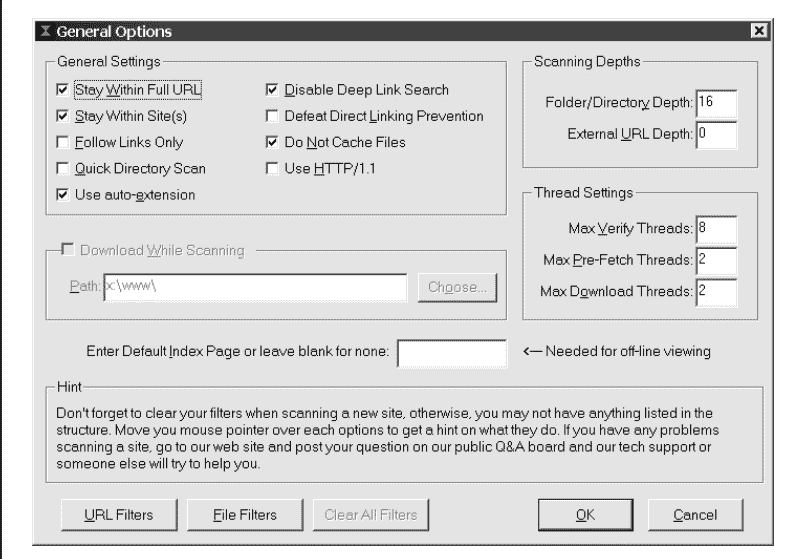 General Options
General Settings
Stay Within Full URL
Stay Within Site(s)
Follow Links Only
Quick Directory Scan
Use auto-extension
Disable Deep Link Search
Defeat Direct Linking Prevention
Do Not Cache Files
Use HTTP/1.1
Scanning Depths
Folder/Directory Depth: 16
External URL Depth: 0
Thread Settings
Max Verify Threads: 8
Max Pre-Fetch Threads: 2
Max Download Threads: 2
Download While Scanning
Path: :\www\
Choose...
Enter Default Index Page or leave blank for none:
<— Needed for off-line viewing
Hint
Don't forget to clear your filters when scanning a new site, otherwise, you may not have anything listed in the
structure. Move you mouse pointer over each options to get a hint on what they do. If you have any problems
scanning a site, go to our web site and post your question on our public Q&A board and our tech support or
someone else will try to help you.
URL Filters
File Filters
Clear All Filters
OK
Cancel